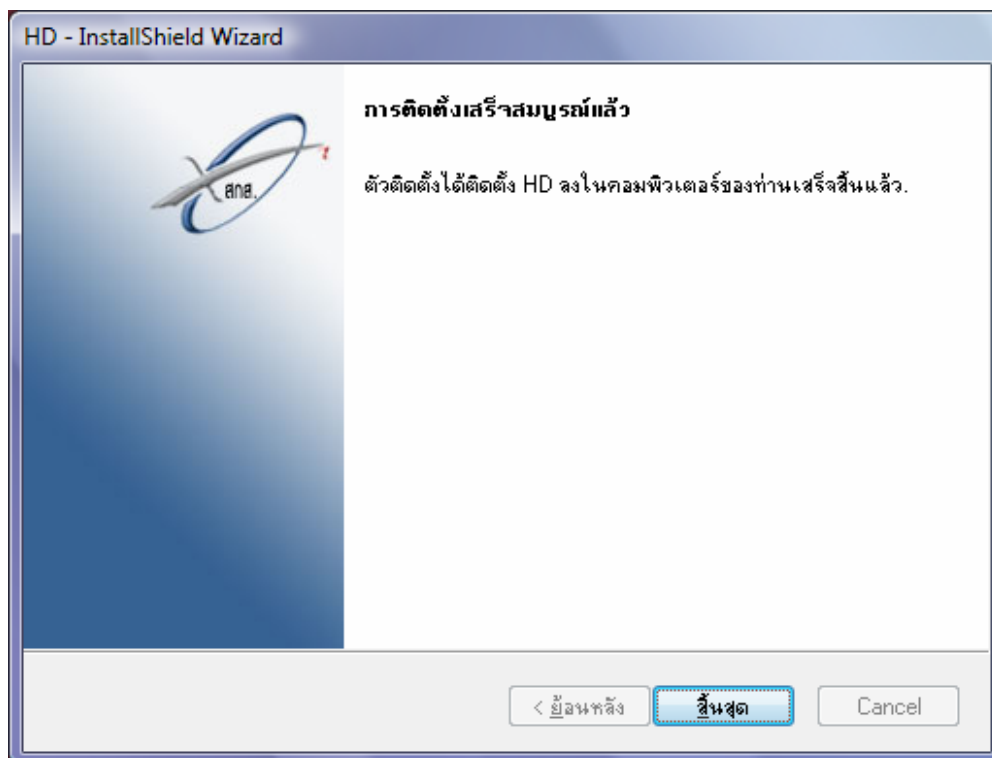 HD - InstallShield Wizard
การติดตั้งเสร็จสมบูรณ์แล้ว
สกส.
ตัวติดตั้งได้ติดตั้ง HD ลงในคอมพิวเตอร์ของท่านเสร็จสิ้นแล้ว.
< ย้อนหลัง สิ้นสุด Cancel